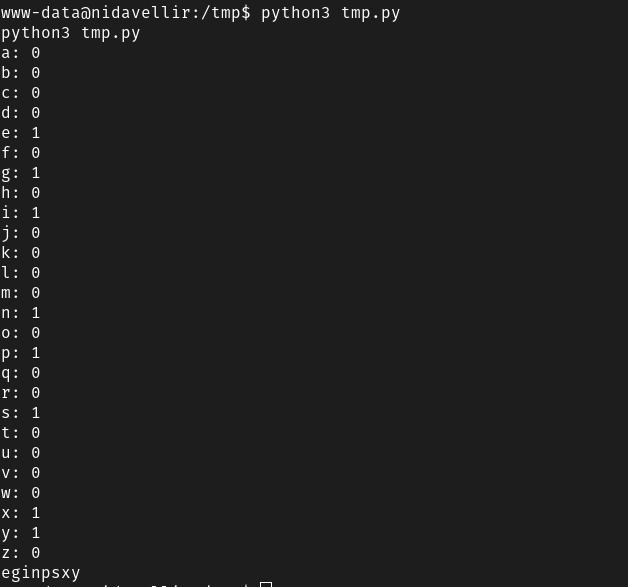 www-data@nidavellir:/tmp$ python3 tmp.py
python3 tmp.py
a: 0
b: 0
c: 0
d: 0
e: 1
f: 0
g: 1
h: 0
i: 1
j: 0
k: 0
l: 0
m: 0
n: 1
o: 0
p: 1
q: 0
r: 0
s: 1
t: 0
u: 0
v: 0
w: 0
x: 1
y: 1
z: 0
eginpsxy